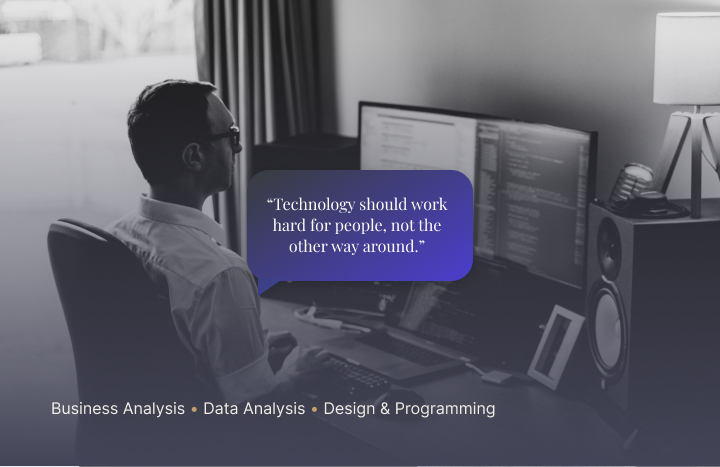 “Technology should work
hard for people, not the
other way around.”
Business Analysis • Data Analysis • Design & Programming